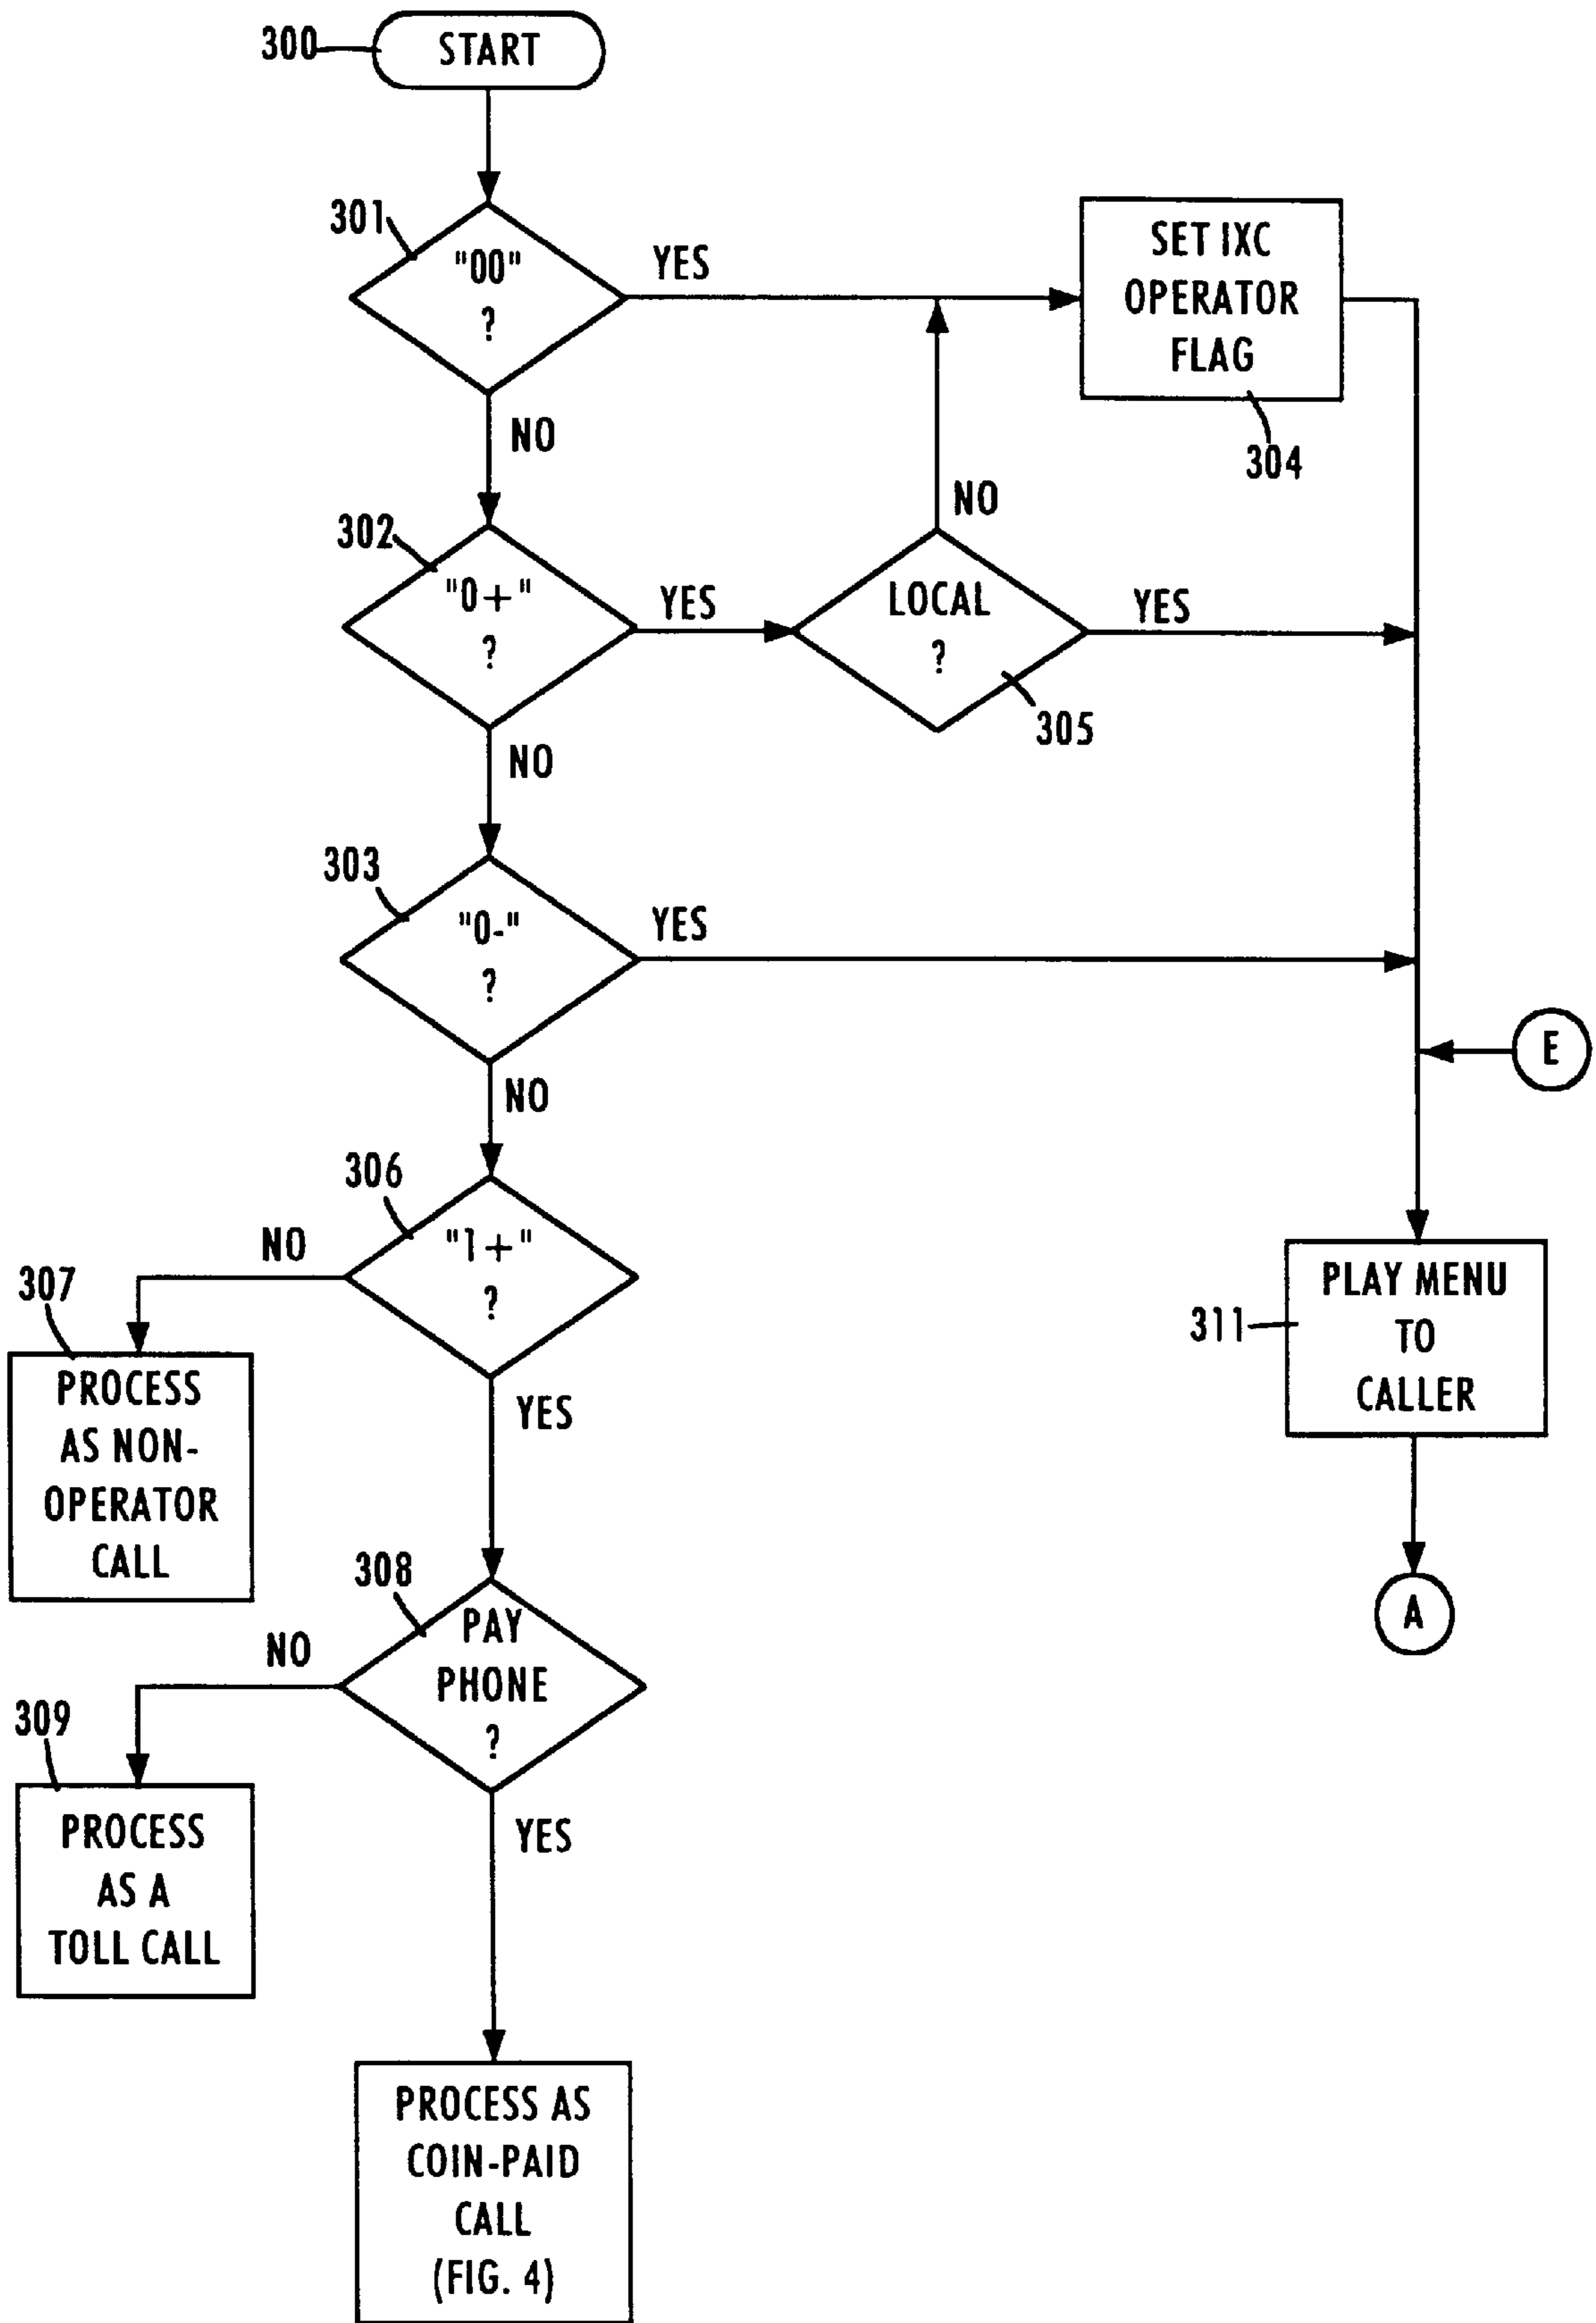 300
START
301
"00"
?
YES
NO
SET IXC
OPERATOR
FLAG
304
302
"0+"
?
YES
NO
NO
LOCAL
?
YES
305
303
"0-"
?
YES
NO
E
306
"1+"
?
NO
YES
307
PROCESS
AS NON-
OPERATOR
CALL
311
PLAY MENU
TO
CALLER
A
308
PAY
PHONE
?
NO
YES
309
PROCESS
AS A
TOLL CALL
PROCESS AS
COIN-PAID
CALL
(FIG. 4)